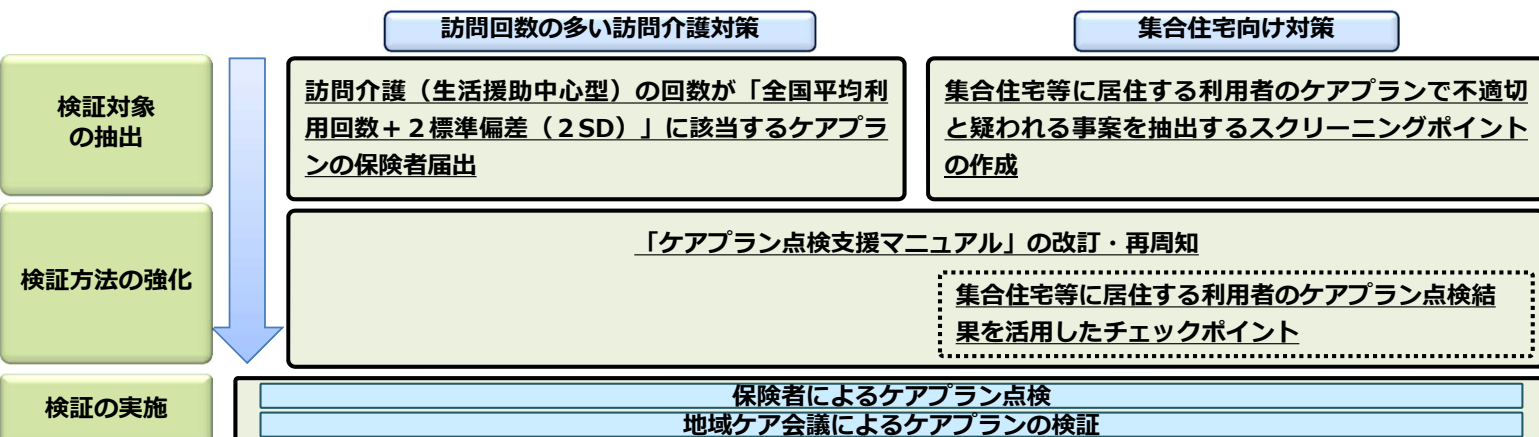 訪問回数の多い訪問介護対策
集合住宅向け対策
検証対象
の抽出
訪問介護（生活援助中心型）の回数が「全国平均利
用回数＋２標準偏差（２SD）」に該当するケアプラ
ンの保険者届出
集合住宅等に居住する利用者のケアプランで不適切
と疑われる事案を抽出するスクリーニングポイント
の作成
検証方法の強化
「ケアプラン点検支援マニュアル」の改訂・再周知
集合住宅等に居住する利用者のケアプラン点検結
果を活用したチェックポイント
検証の実施
保険者によるケアプラン点検
地域ケア会議によるケアプランの検証